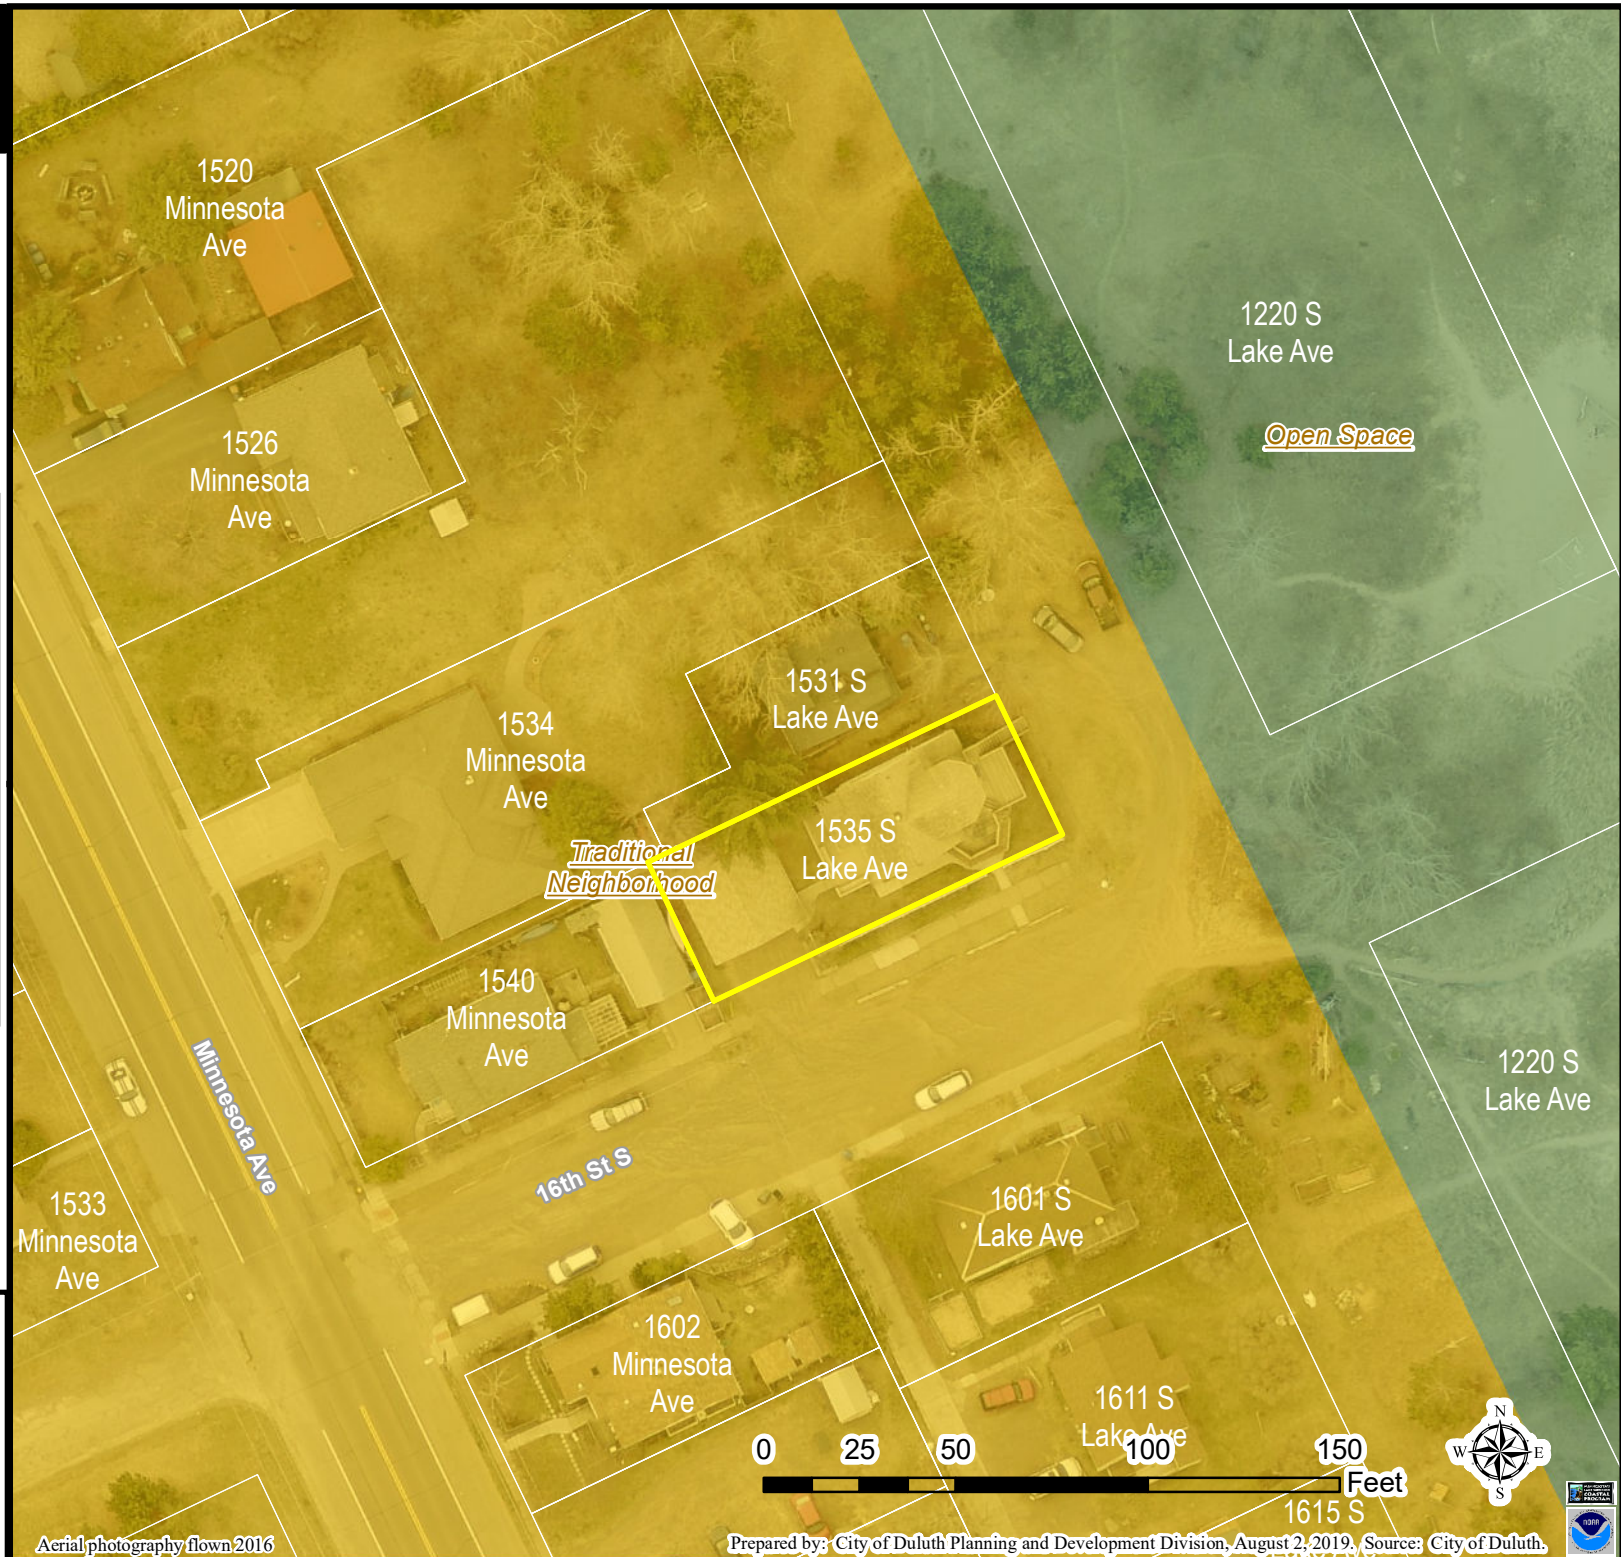 1520
Minnesota
Ave
1220 S
Lake Ave
Open Space
1526
Minnesota
Ave
1531 S
Lake Ave
1534
Minnesota
Ave
1535 S
Lake Ave
Traditional
Neighborhood
1540
Minnesota
Ave
Minnesota Ave
1220 S
Lake Ave
16th St S
1533
Minnesota
Ave
1601 S
Lake Ave
1602
Minnesota
Ave
1611 S
Lake Ave
0 25 50 100 150
Feet
N
W E
S
1615 S
Aerial photography flown 2016
Prepared by: City of Duluth Planning and Development Division, August 2, 2019. Source: City of Duluth.
NOAA